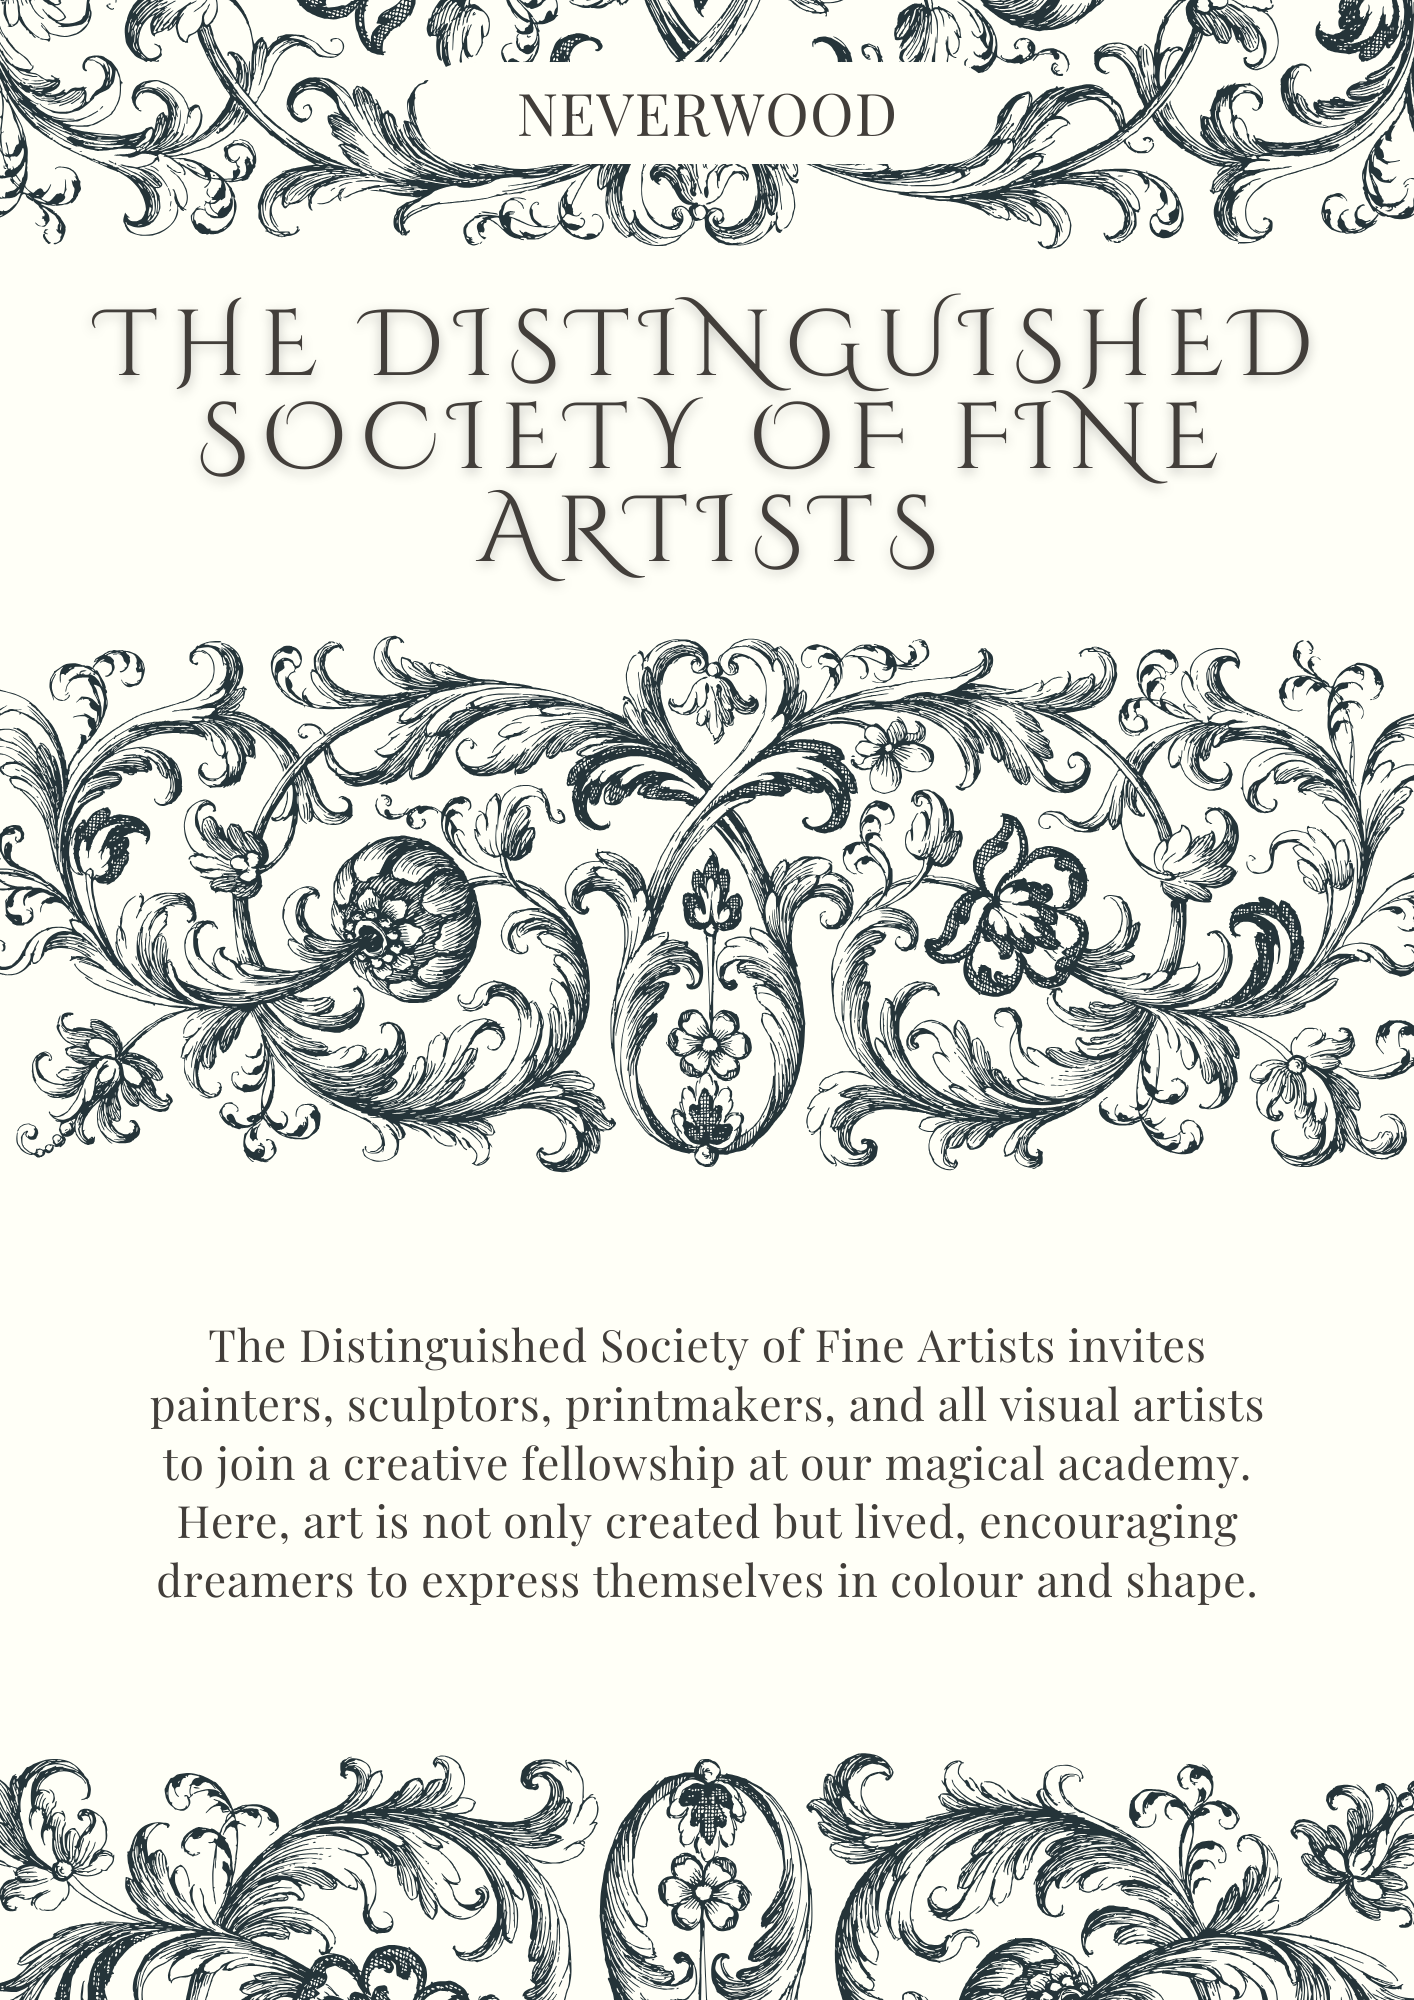 NEVERWOOD
THE DISTINGUISHED
SOCIETY OF FINE
ARTISTS
The Distinguished Society of Fine Artists invites
painters, sculptors, printmakers, and all visual artists
to join a creative fellowship at our magical academy.
Here, art is not only created but lived, encouraging
dreamers to express themselves in colour and shape.